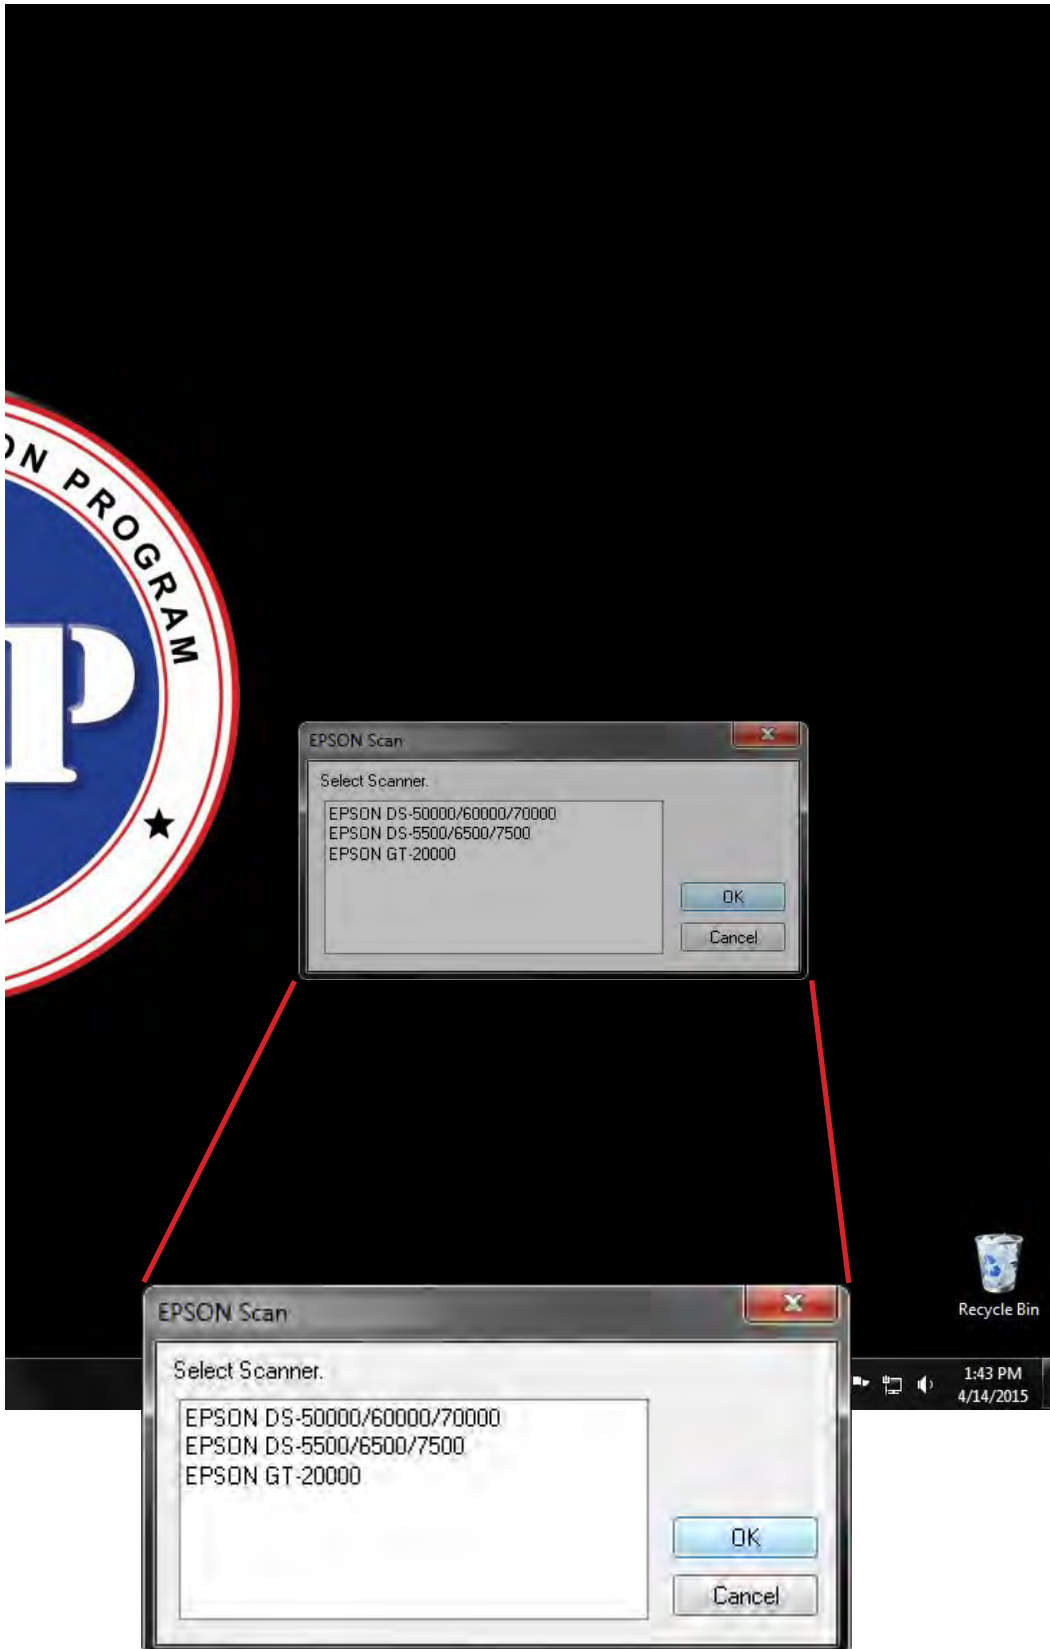 ON PROGRAM
P
EPSON Scan
Select Scanner.
EPSON DS-50000/60000/70000
EPSON DS-5500/6500/7500
EPSON GT-20000
OK
Cancel
Recycle Bin
EPSON Scan
Select Scanner.
EPSON DS-50000/60000/70000
EPSON DS-5500/6500/7500
EPSON GT-20000
OK
Cancel
1:43 PM
4/14/2015